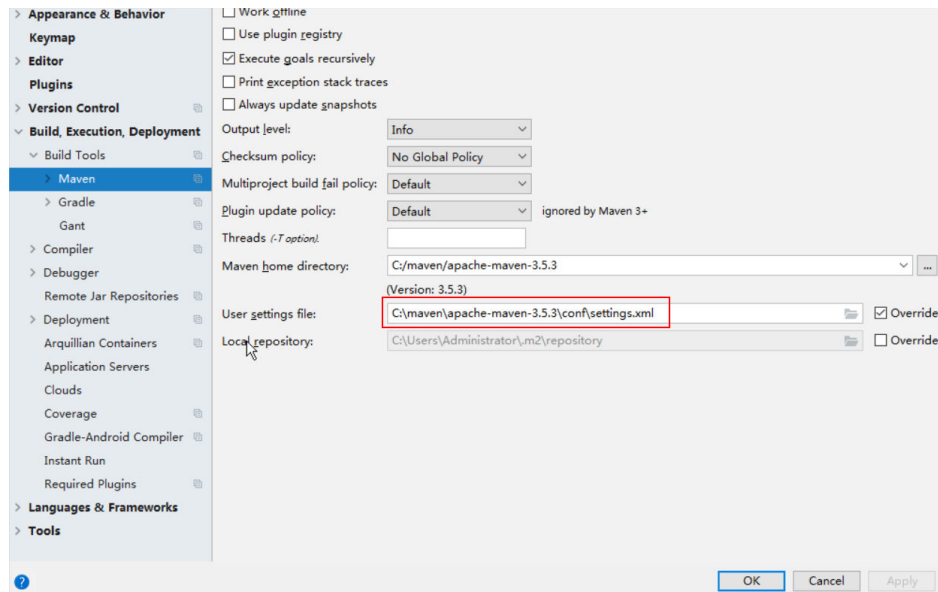 Appearance & Behavior
Keymap
Editor
Plugins
Version Control
Build, Execution, Deployment
Build Tools
Maven
Gradle
Gant
Compiler
Debugger
Remote Jar Repositories
Deployment
Arquillian Containers
Application Servers
Clouds
Coverage
Gradle-Android Compiler
Instant Run
Required Plugins
Languages & Frameworks
Tools
Work offline
Use plugin registry
Execute goals recursively
Print exception stack traces
Always update snapshots
Output level: Info
Checksum policy: No Global Policy
Multiproject build fail policy: Default
Plugin update policy: Default ignored by Maven 3+
Threads (-T option).
Maven home directory: C:/maven/apache-maven-3.5.3 ...
(Version: 3.5.3)
User settings file: C:\maven\apache-maven-3.5.3\conf\settings.xml Override
Local repository: C:\Users\Administrator\.m2\repository Override
? OK Cancel Apply